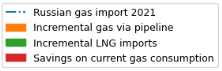 Russian gas import 2021
Incremental gas via pipeline
Incremental LNG imports
Savings on current gas consumption